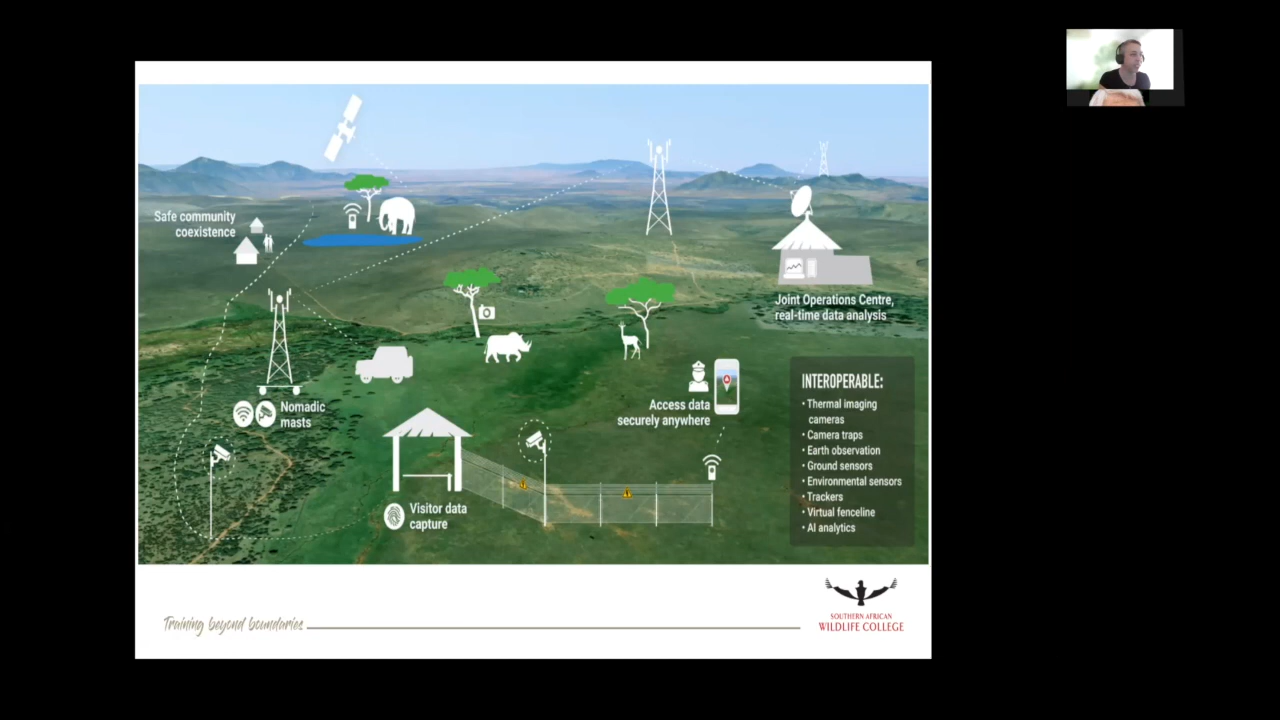 Safe community
coexistence
Joint Operations Centre,
real-time data analysis
Nomadic
masts
Access data
securely anywhere
Visitor data
capture
INTEROPERABLE:
• Thermal imaging
cameras
• Camera traps
• Earth observation
• Ground sensors
• Environmental sensors
• Trackers
• Virtual fenceline
• AI analytics
Training beyond boundaries
SOUTHERN AFRICAN
WILDLIFE COLLEGE